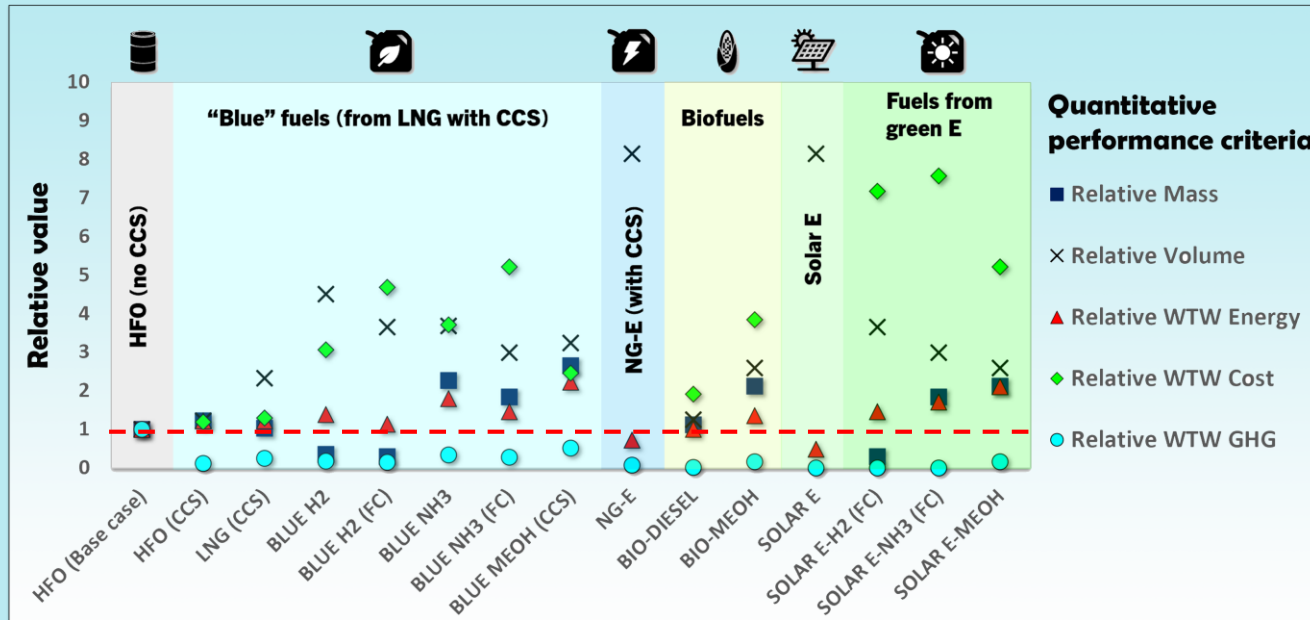 10
9
8
7
6
5
4
3
2
1
0
Relative value
HFO (no CCS)
“Blue” fuels (from LNG with CCS)
NG-E (with CCS)
Biofuels
Solar E
Fuels from
green E
HFO (Base case)
HFO (CCS)
LNG (CCS)
BLUE H2
BLUE H2 (FC)
BLUE NH3
BLUE NH3 (FC)
BLUE MEOH (CCS)
NG-E
BIO-DIESEL
BIO-MEOH
SOLAR E
SOLAR E-H2 (FC)
SOLAR E-NH3 (FC)
SOLAR E-MEOH
Quantitative
performance criteria
Relative Mass
Relative Volume
Relative WTW Energy
Relative WTW Cost
Relative WTW GHG